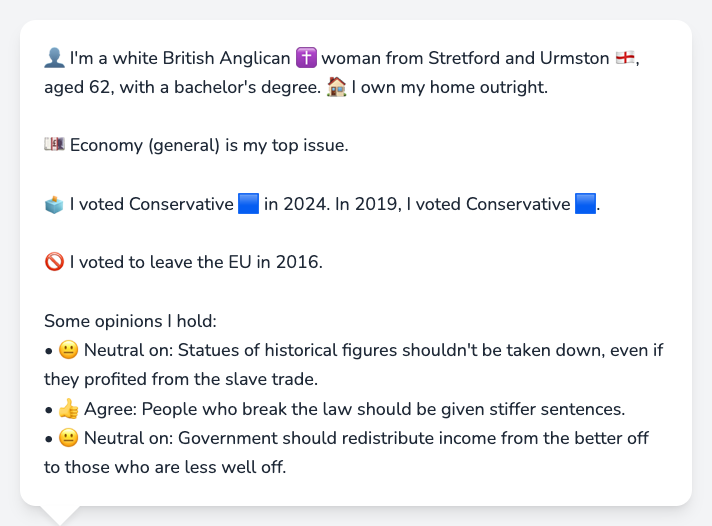 👤 I'm a white British Anglican ✝️ woman from Stretford and Urmston 🏴󠁧󠁢󠁥󠁮󠁧󠁿,
aged 62, with a bachelor's degree. 🏠 I own my home outright.
💷 Economy (general) is my top issue.
🗳️ I voted Conservative 🟦 in 2024. In 2019, I voted Conservative 🟦.
🚫 I voted to leave the EU in 2016.
Some opinions I hold:
• 😐 Neutral on: Statues of historical figures shouldn't be taken down, even if
they profited from the slave trade.
• 👍 Agree: People who break the law should be given stiffer sentences.
• 😐 Neutral on: Government should redistribute income from the better off
to those who are less well off.